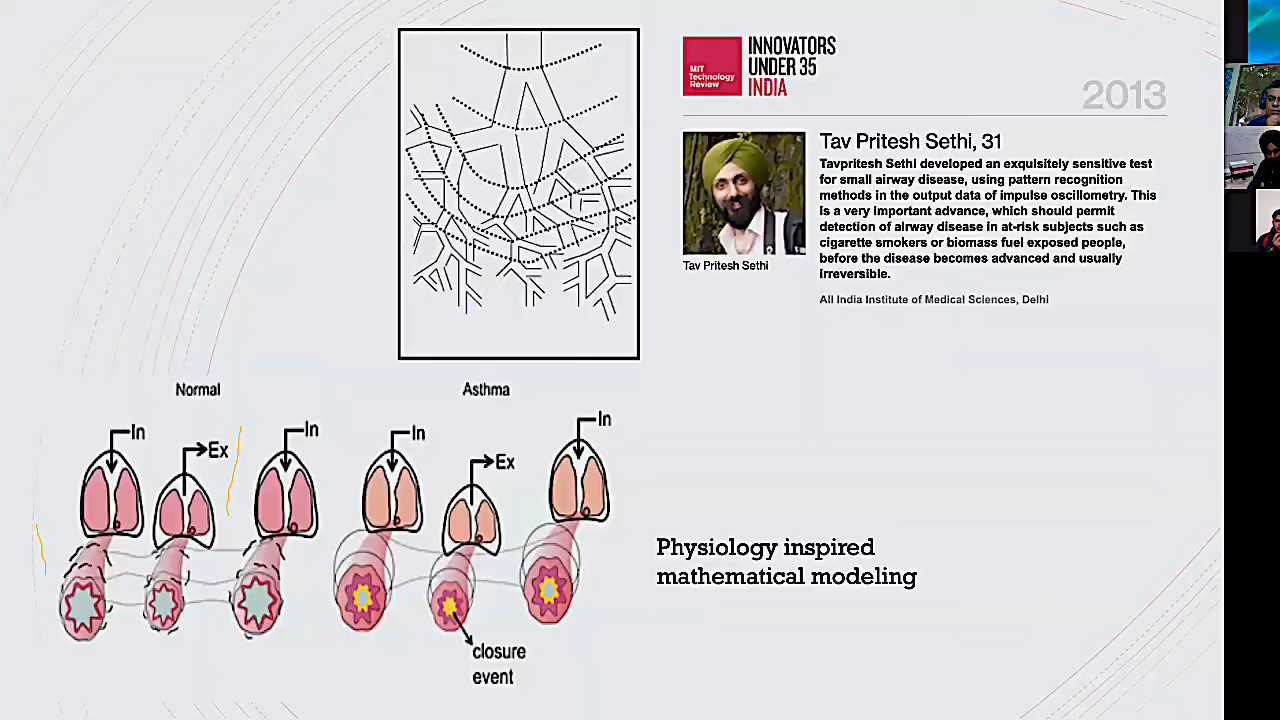 MIT
Technology
Review
INNOVATORS
UNDER 35
INDIA
2013
Tav Pritesh Sethi, 31
Tavpritesh Sethi developed an exquisitely sensitive test
for small airway disease, using pattern recognition
methods in the output data of impulse oscillometry. This
is a very important advance, which should permit
detection of airway disease in at-risk subjects such as
cigarette smokers or biomass fuel exposed people,
before the disease becomes advanced and usually
irreversible.
Tav Pritesh Sethi
All India Institute of Medical Sciences, Delhi
Normal
Asthma
In
Ex
In
In
Ex
In
closure
event
Physiology inspired
mathematical modeling